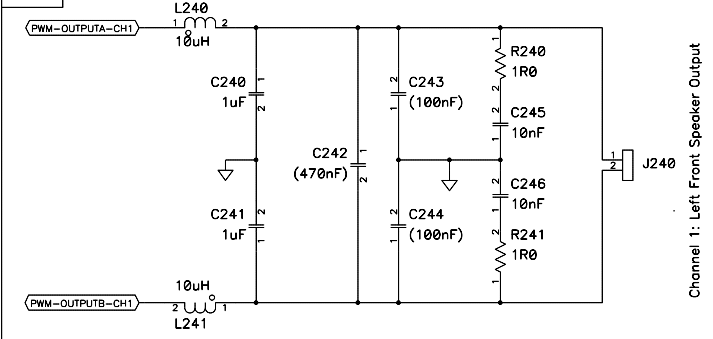 L240
PWM-OUTPUTA-CH1
1
2
10uH
C240
1uF
1
2
C241
1uF
2
1
C242
(470nF)
1
2
C243
(100nF)
2
1
C244
(100nF)
2
1
R240
1R0
1
2
C245
10nF
2
1
C246
10nF
2
1
R241
1R0
2
1
1
2
J240
Channel 1: Left Front Speaker Output
10uH
PWM-OUTPUTB-CH1
2
1
L241